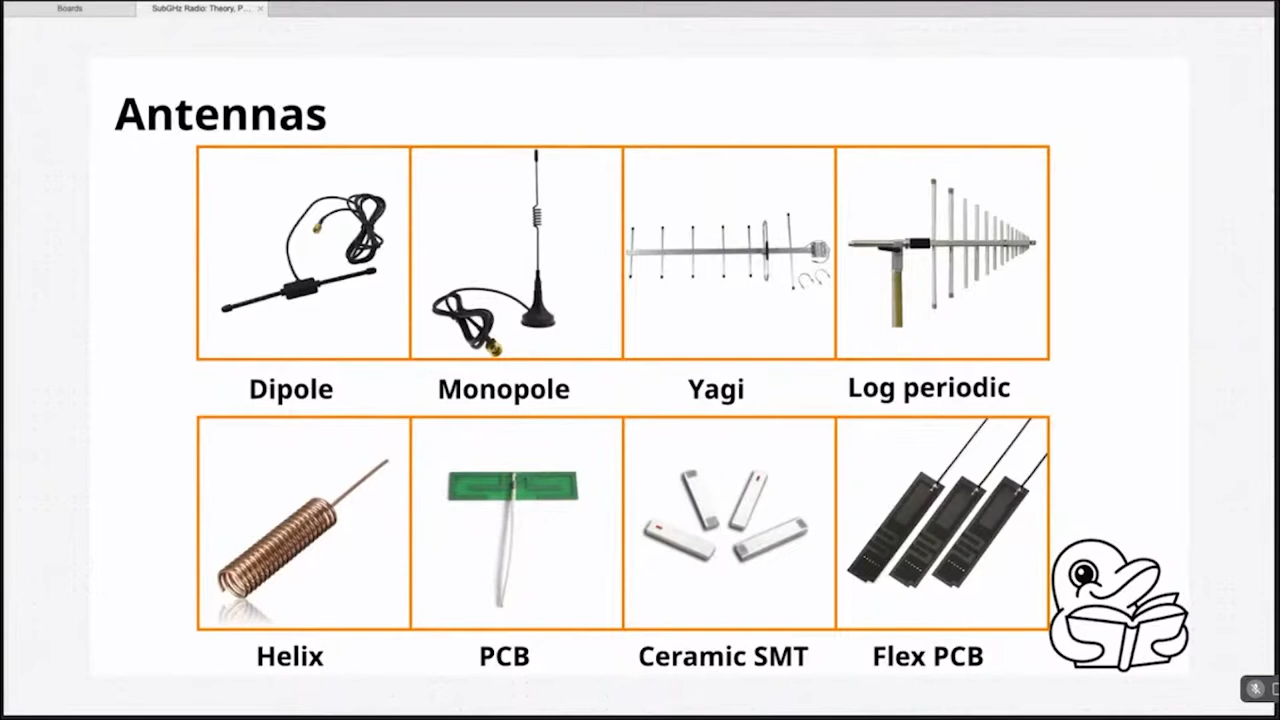 Boards
SubGHz Radio: Theory, P...
Antennas
Dipole
Monopole
Yagi
Log periodic
Helix
PCB
Ceramic SMT
Flex PCB